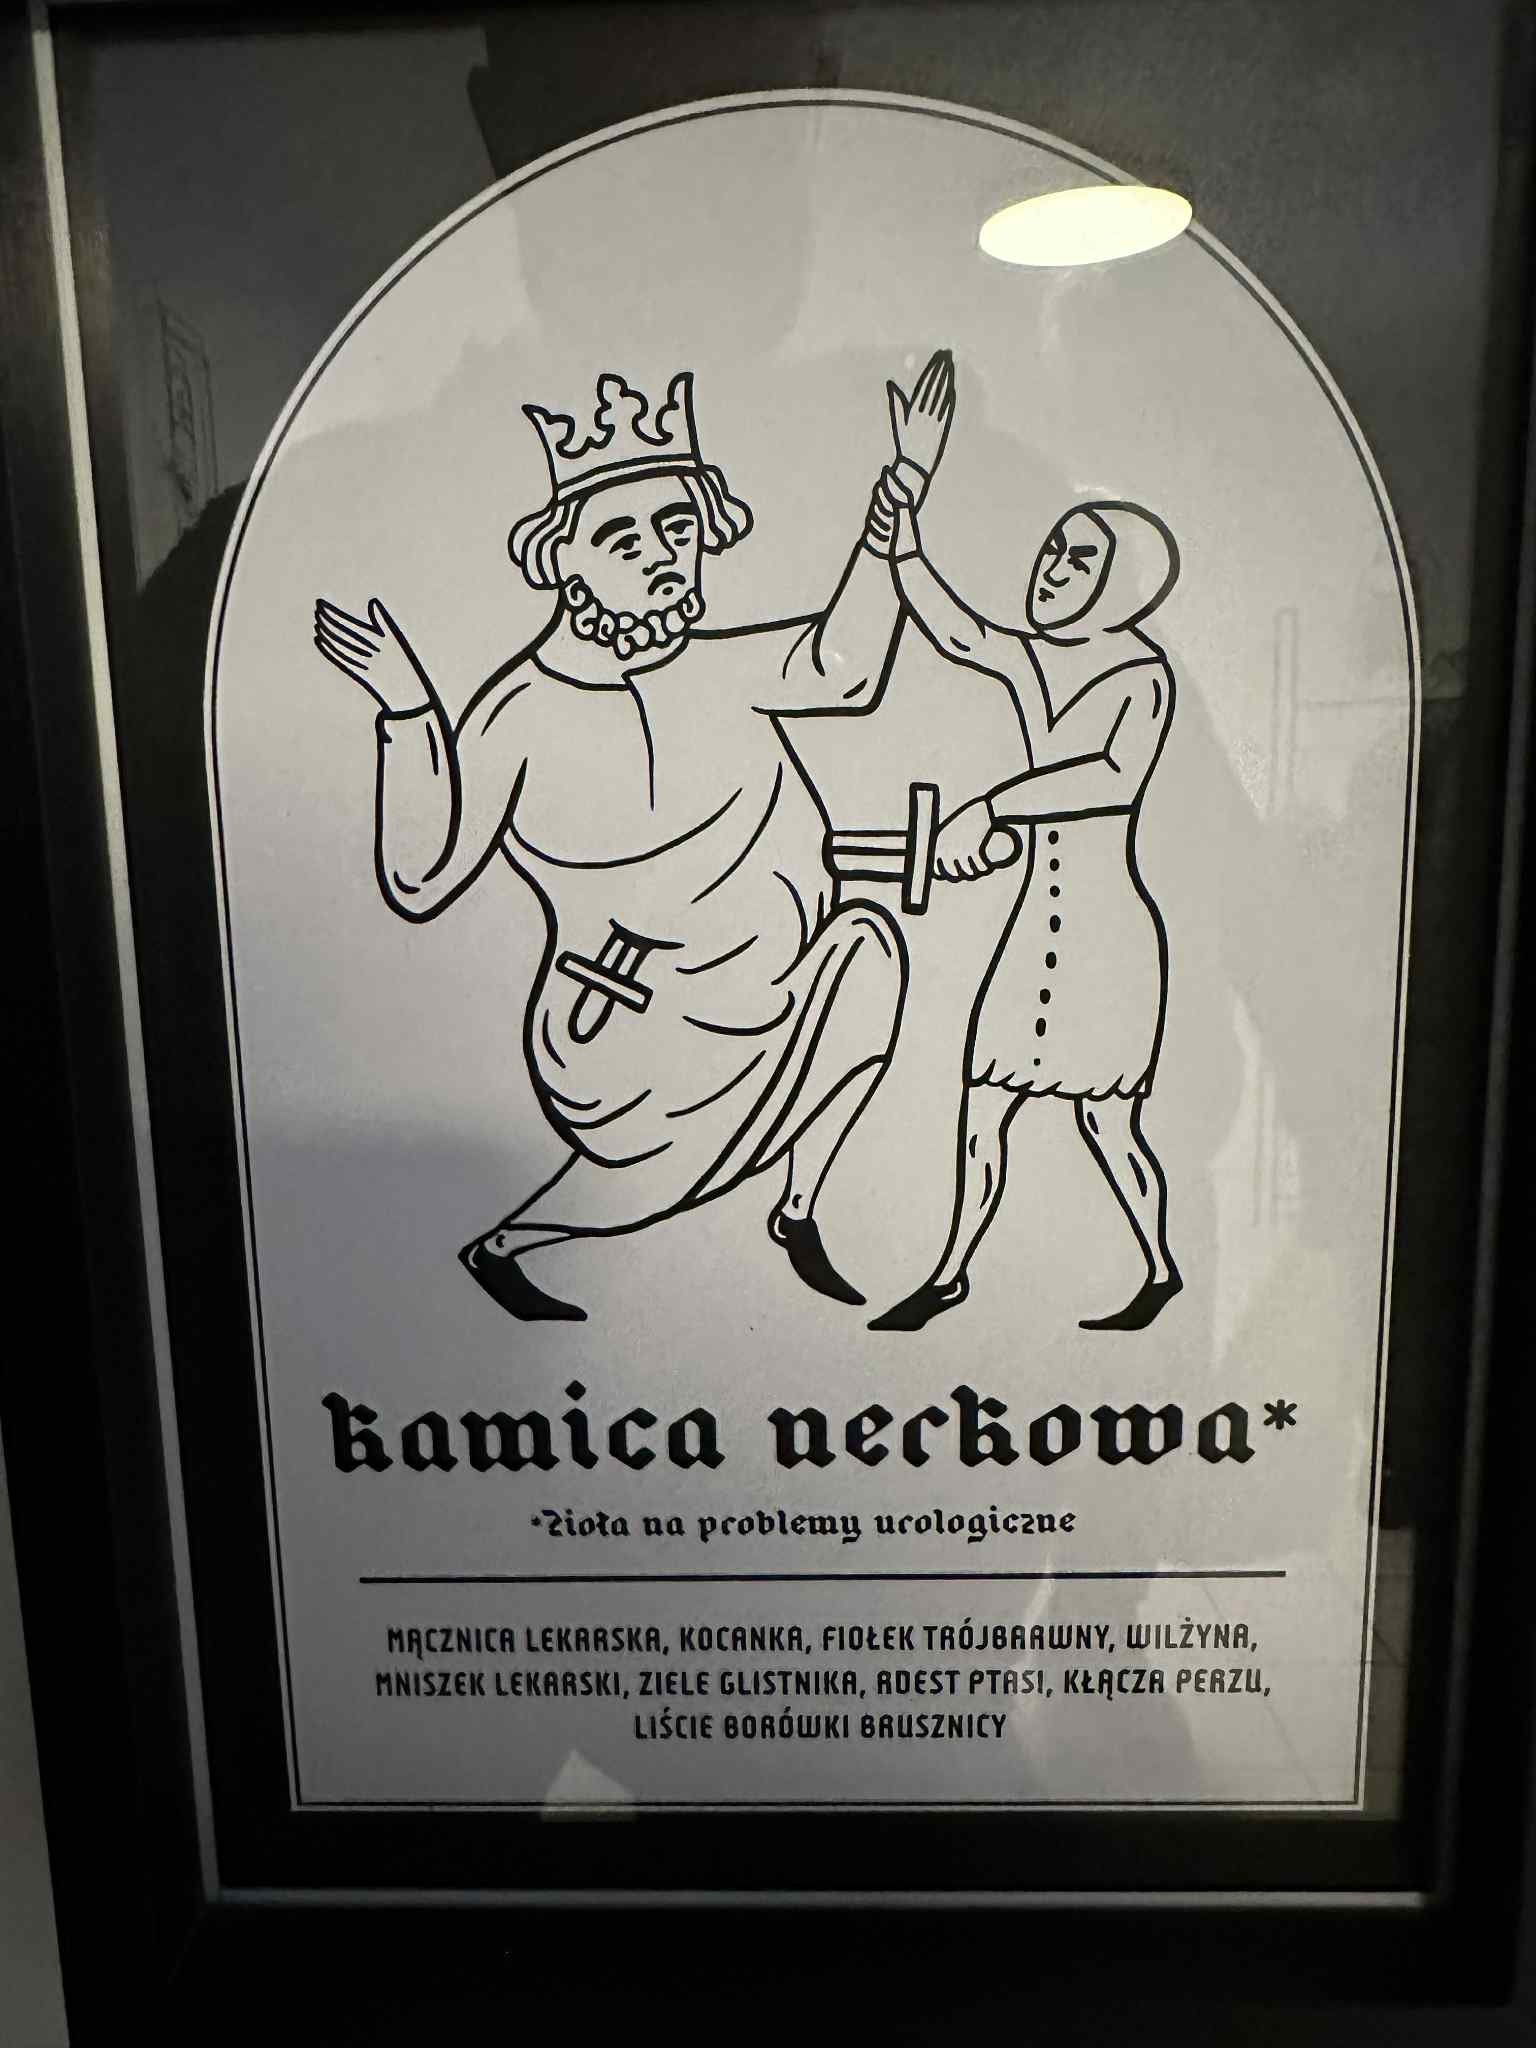 kamica nerkowa*
*Zioła na problemy urologiczne
MĄCZNICA LEKARSKA, KOCANKA, FIOŁEK TRÓJBARWNY, WILŻYNA,
MNISZEK LEKARSKI, ZIELE GLISTNIKA, RDEST PTASI, KŁĄCZA PERZU,
LIŚCIE BORÓWKI BRUSZNICY